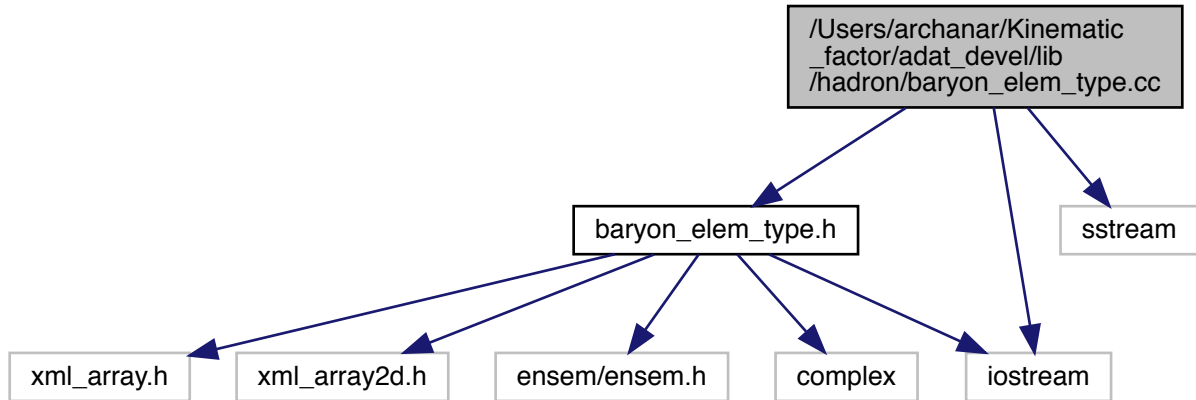 /Users/archanar/Kinematic
_factor/adat_devel/lib
/hadron/baryon_elem_type.cc
baryon_elem_type.h
sstream
xml_array.h
xml_array2d.h
ensem/ensem.h
complex
iostream